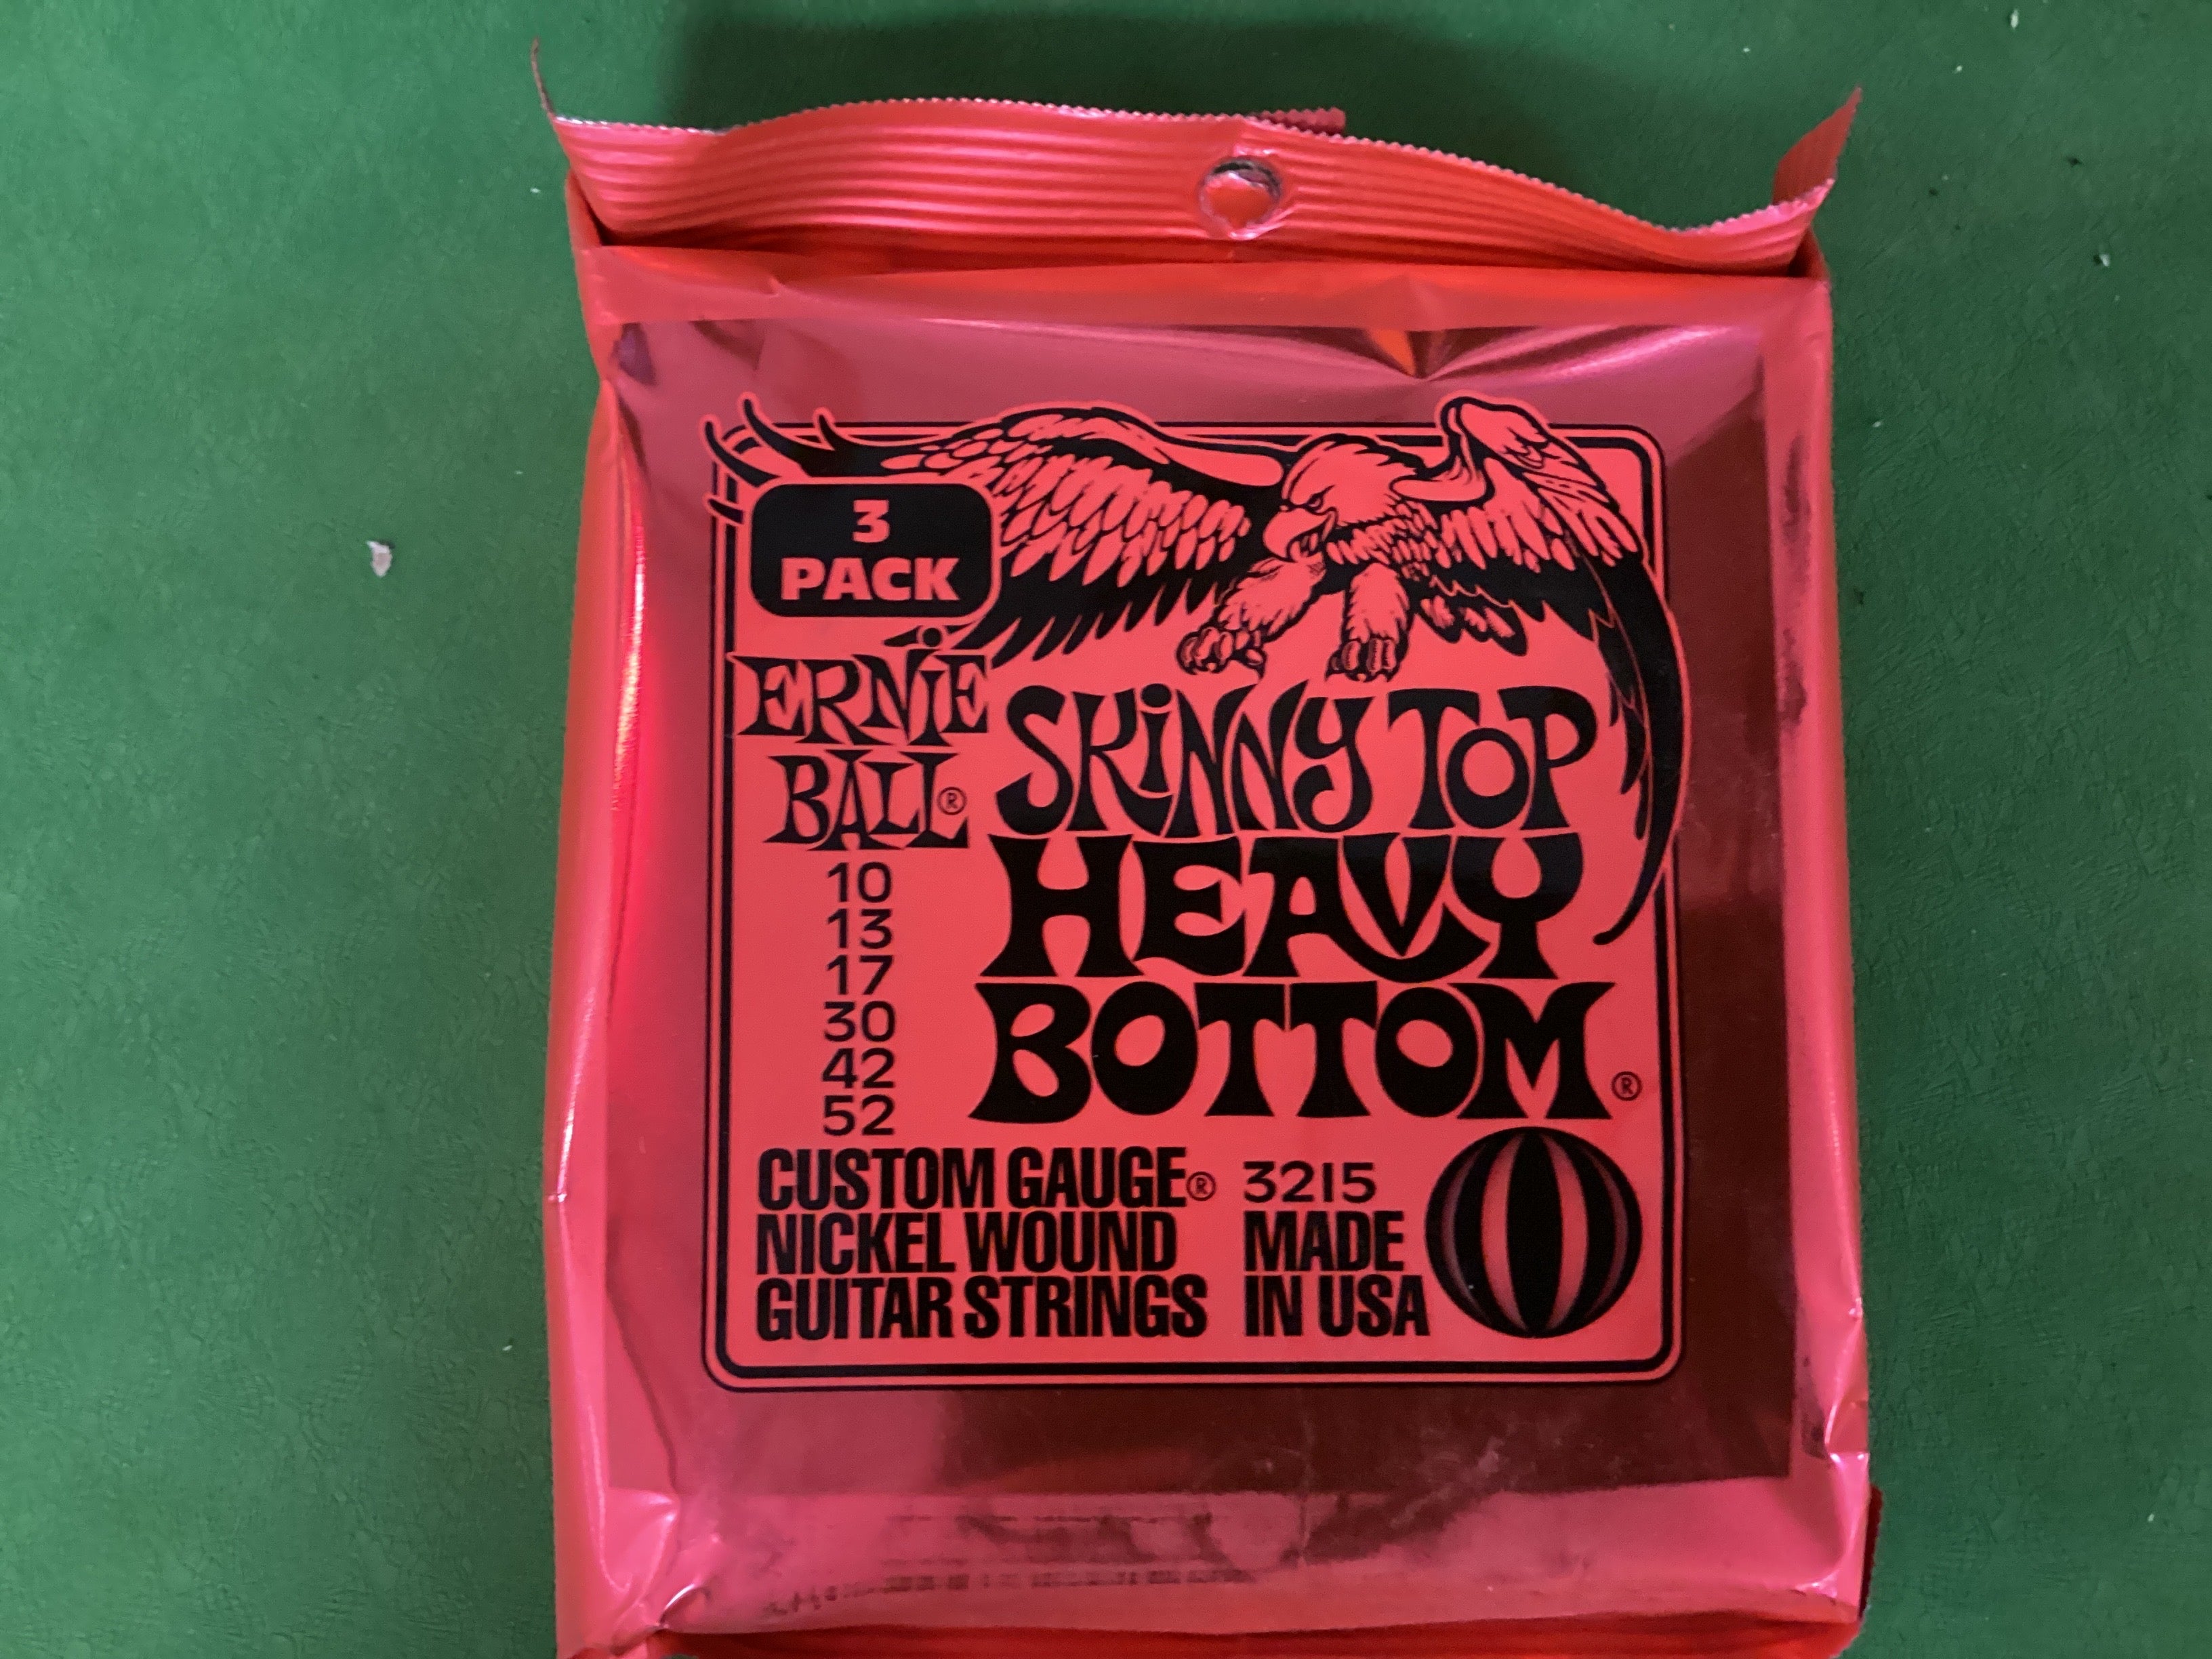 3
PACK
ERNIE
BALL®
SKINNY TOP
HEAVY
BOTTOM®
10
13
17
30
42
52
CUSTOM GAUGE®
NICKEL WOUND
GUITAR STRINGS
3215
MADE
IN USA